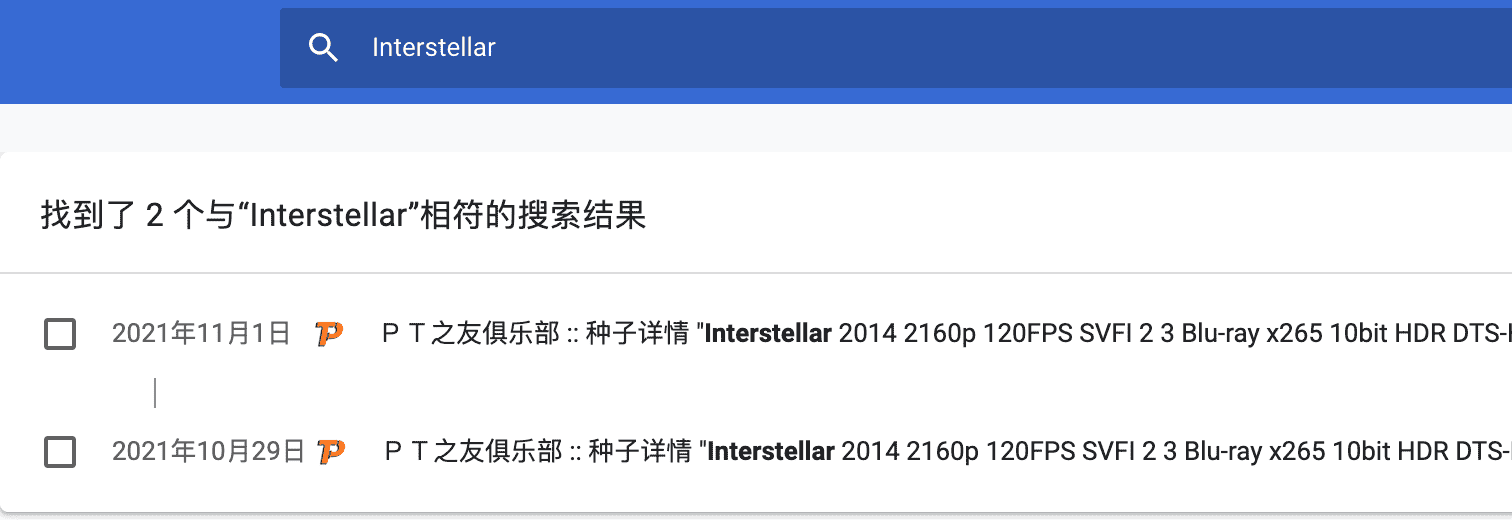 Interstellar
找到了 2 个与“Interstellar”相符的搜索结果
2021年11月1日 TP ＰＴ之友俱乐部 :: 种子详情 "Interstellar 2014 2160p 120FPS SVFI 2 3 Blu-ray x265 10bit HDR DTS-
2021年10月29日 TP ＰＴ之友俱乐部 :: 种子详情 "Interstellar 2014 2160p 120FPS SVFI 2 3 Blu-ray x265 10bit HDR DTS-